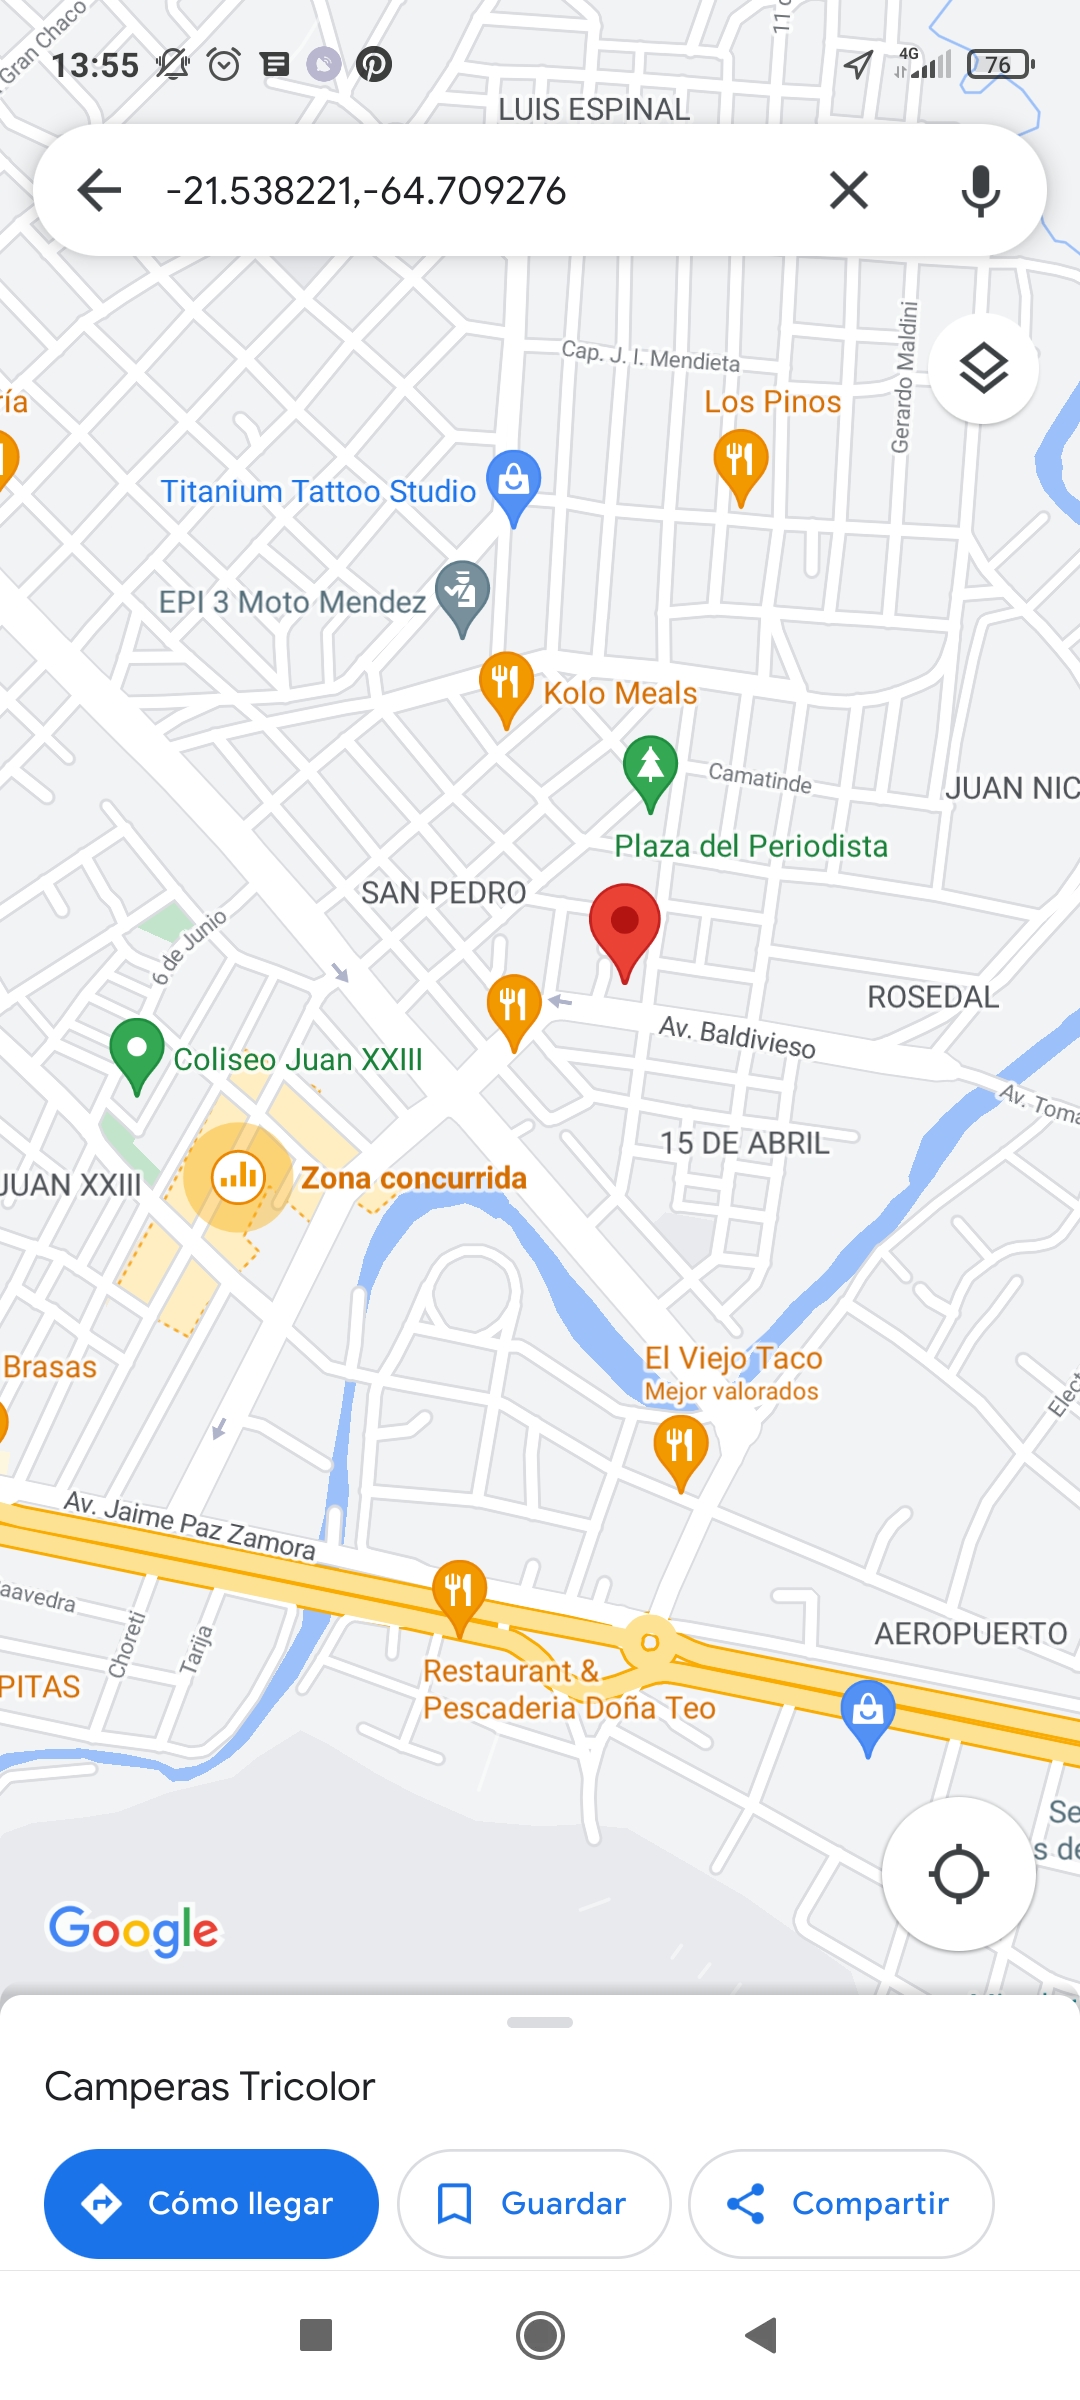 Gran Chaco
11 d
13:55
4G
76
LUIS ESPINAL
-21.538221,-64.709276
Cap. J. I. Mendieta
Gerardo Maldini
ría
Los Pinos
Titanium Tattoo Studio
EPI 3 Moto Mendez
Kolo Meals
Camatinde
JUAN NIC
Plaza del Periodista
SAN PEDRO
6 de Junio
ROSEDAL
Av. Baldivieso
Coliseo Juan XXIII
Av. Toma
15 DE ABRIL
JUAN XXIII
Zona concurrida
Brasas
El Viejo Taco
Mejor valorados
Elect
Av. Jaime Paz Zamora
aavedra
Choreti
Tarija
AEROPUERTO
PITAS
Restaurant &
Pescaderia Doña Teo
Se
s de
Google
Camperas Tricolor
Cómo llegar
Guardar
Compartir